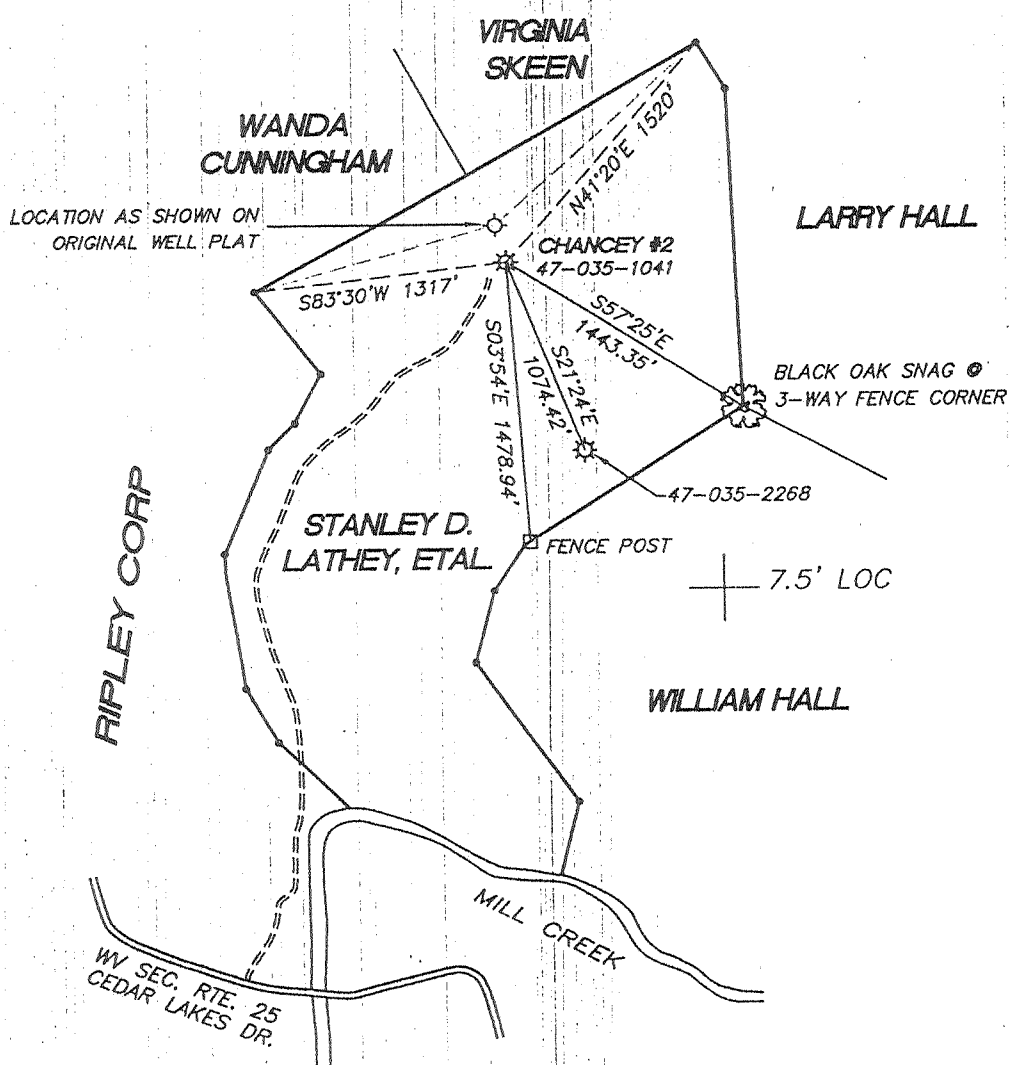 VIRGINIA
SKEEN
WANDA
CUNNINGHAM
N41°20'E 1520'
LOCATION AS SHOWN ON
ORIGINAL WELL PLAT
LARRY HALL
CHANCEY #2
47-035-1041
S83°30'W 1317'
S57°25'E
1443.35'
S03°54'E 1478.94'
S21°24'E
1074.42'
BLACK OAK SNAG @
3-WAY FENCE CORNER
47-035-2268
RIPLEY CORP
STANLEY D.
LATHEY, ETAL
FENCE POST
7.5' LOC
WILLIAM HALL
MILL CREEK
WV SEC. RTE. 25
CEDAR LAKES DR.